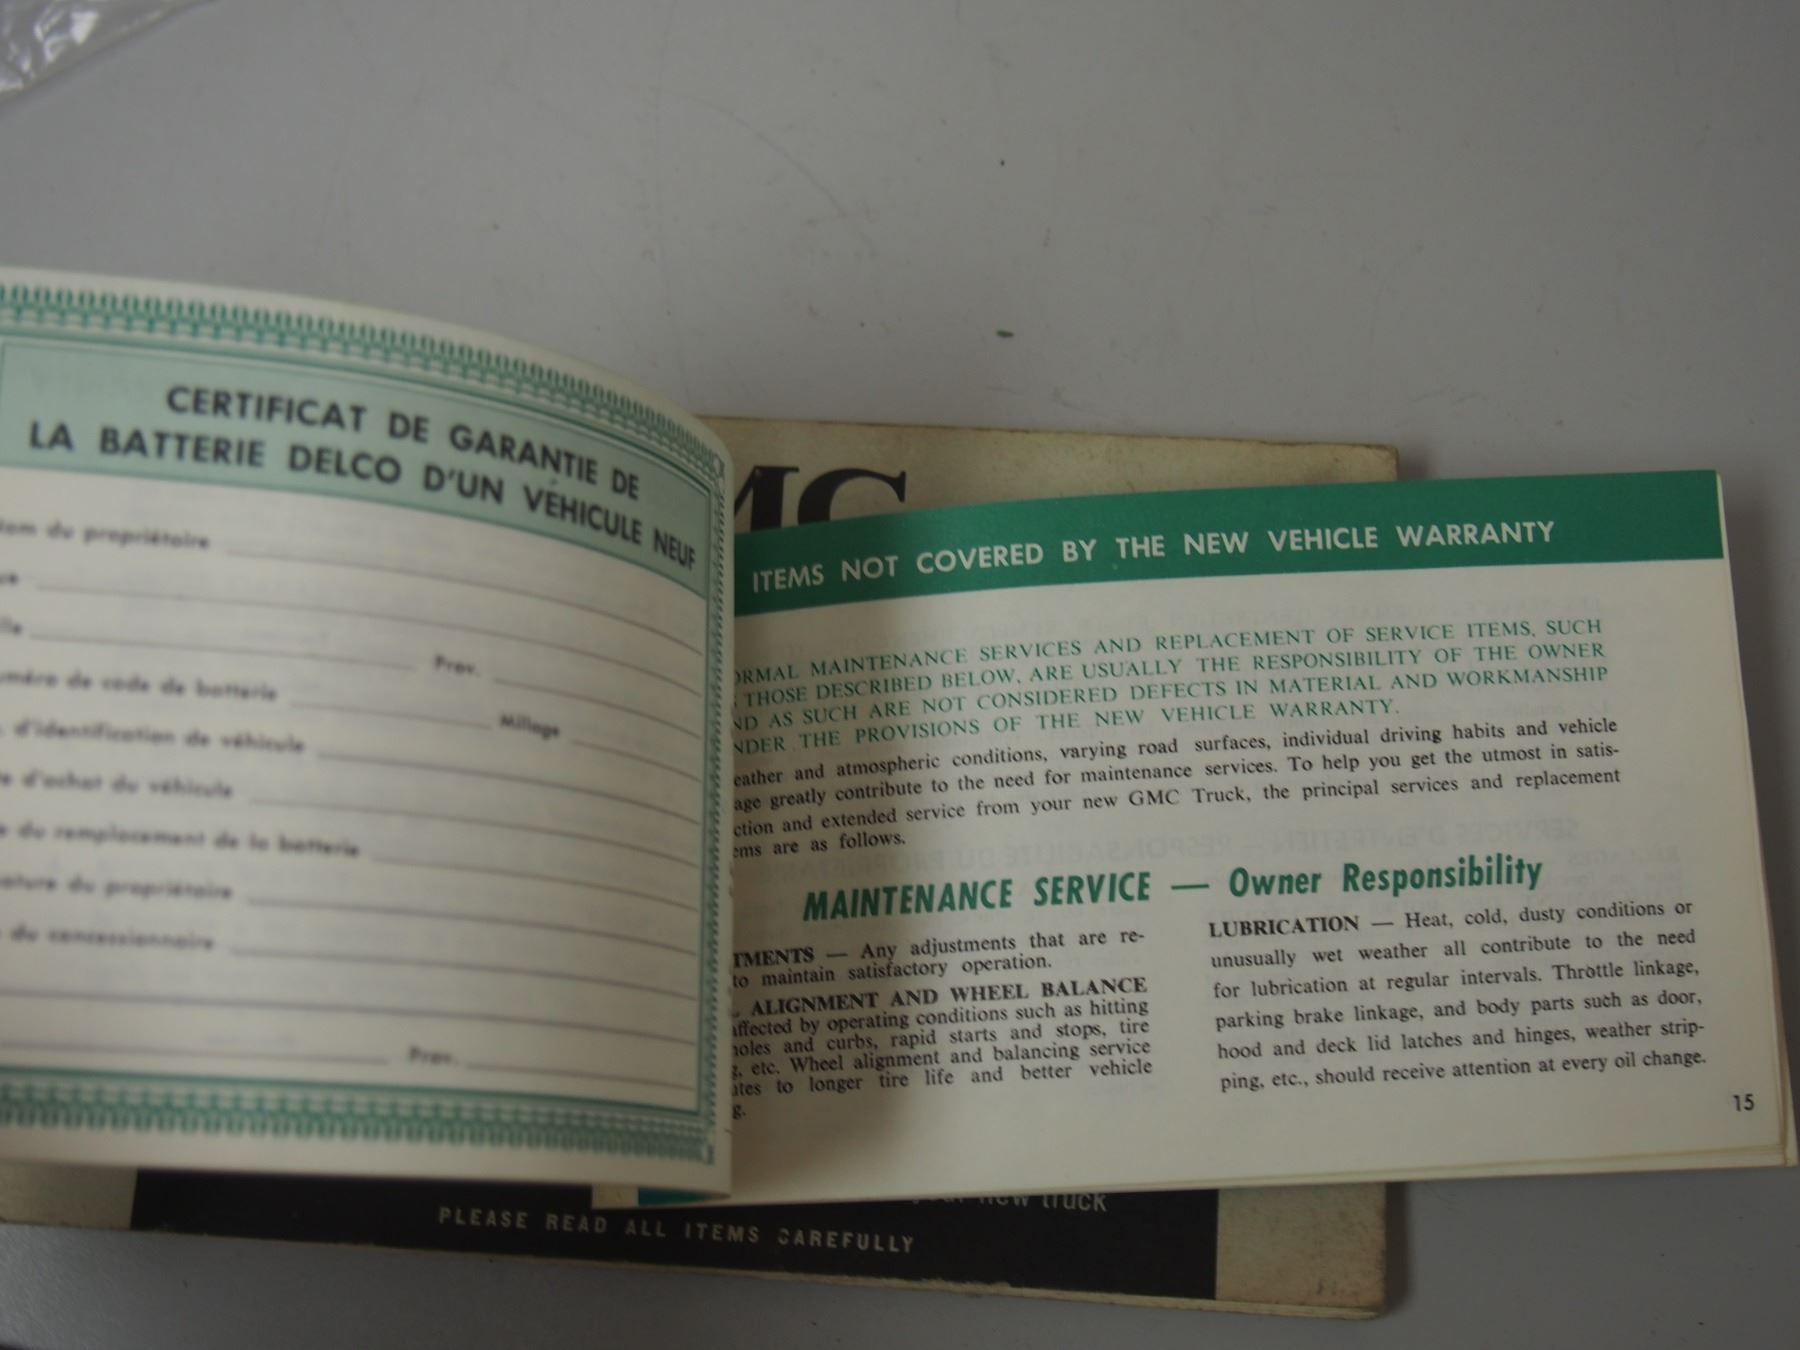 CERTIFICAT DE GARANTIE DE
LA BATTERIE DELCO D'UN VÉHICULE NEUF
du propriétaire
Prov.
de code de batterie
Millage
d'identification de véhicule
d'achat du véhicule
du remplacement de la batterie
du propriétaire
du concessionnaire
Prov.
MC
ITEMS NOT COVERED BY THE NEW VEHICLE WARRANTY
ORMAL MAINTENANCE SERVICES AND REPLACEMENT OF SERVICE ITEMS, SUCH
THOSE DESCRIBED BELOW, ARE USUALLY THE RESPONSIBILITY OF THE OWNER
ND AS SUCH ARE NOT CONSIDERED DEFECTS IN MATERIAL AND WORKMANSHIP
NDER THE PROVISIONS OF THE NEW VEHICLE WARRANTY.
eather and atmospheric conditions, varying road surfaces, individual driving habits and vehicle
age greatly contribute to the need for maintenance services. To help you get the utmost in satis-
ction and extended service from your new GMC Truck, the principal services and replacement
ems are as follows.
MAINTENANCE SERVICE — Owner Responsibility
TMENTS — Any adjustments that are re-
to maintain satisfactory operation.
ALIGNMENT AND WHEEL BALANCE
affected by operating conditions such as hitting
holes and curbs, rapid starts and stops, tire
g, etc. Wheel alignment and balancing service
ates to longer tire life and better vehicle
g.
LUBRICATION — Heat, cold, dusty conditions or
unusually wet weather all contribute to the need
for lubrication at regular intervals. Throttle linkage,
parking brake linkage, and body parts such as door,
hood and deck lid latches and hinges, weather strip-
ping, etc., should receive attention at every oil change.
15
new truck
PLEASE READ ALL ITEMS CAREFULLY